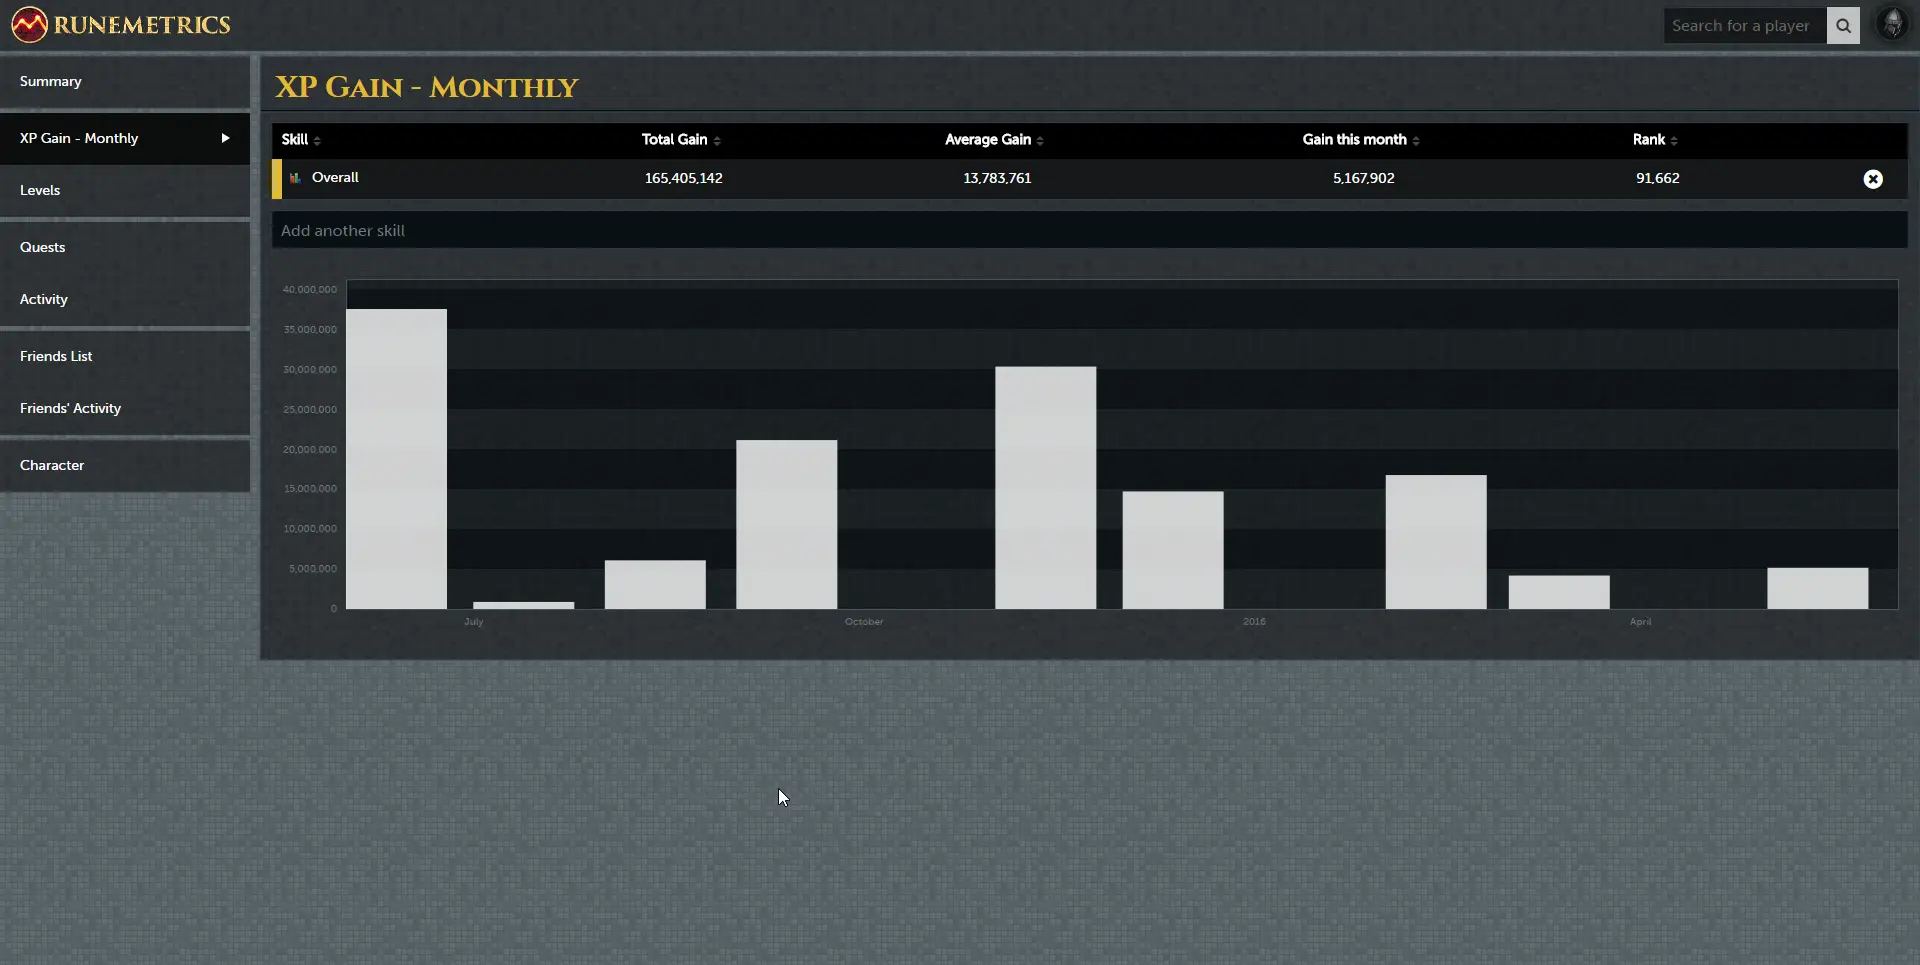 RUNEMETRICS
Search for a player
Summary
XP Gain - Monthly
Levels
Quests
Activity
Friends List
Friends' Activity
Character
XP GAIN - MONTHLY
Skill Total Gain Average Gain Gain this month Rank
Overall 165,405,142 13,783,761 5,167,902 91,662
Add another skill
40,000,000
35,000,000
30,000,000
25,000,000
20,000,000
15,000,000
10,000,000
5,000,000
0
July October 2016 April